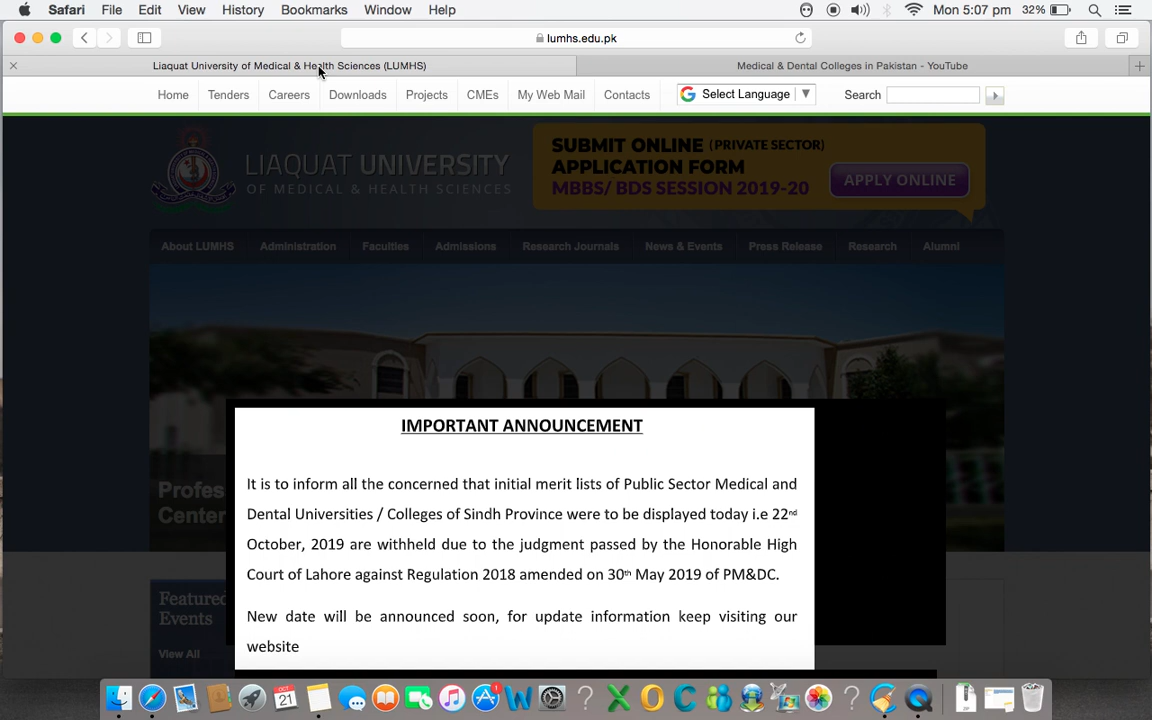 Safari File Edit View History Bookmarks Window Help Mon 5:07 pm 32%
lumhs.edu.pk
Liaquat University of Medical & Health Sciences (LUMHS) Medical & Dental Colleges in Pakistan - YouTube
Home Tenders Careers Downloads Projects CMEs My Web Mail Contacts Select Language Search
LIAQUAT UNIVERSITY
OF MEDICAL & HEALTH SCIENCES
SUBMIT ONLINE (PRIVATE SECTOR)
APPLICATION FORM
MBBS/ BDS SESSION 2019-20
APPLY ONLINE
About LUMHS Administration Faculties Admissions Research Journals News & Events Press Release Research Alumni
IMPORTANT ANNOUNCEMENT
It is to inform all the concerned that initial merit lists of Public Sector Medical and
Dental Universities / Colleges of Sindh Province were to be displayed today i.e 22nd
October, 2019 are withheld due to the judgment passed by the Honorable High
Court of Lahore against Regulation 2018 amended on 30th May 2019 of PM&DC.
New date will be announced soon, for update information keep visiting our
website
Profes
Center
Featured
Events
View All
OCT
21
1